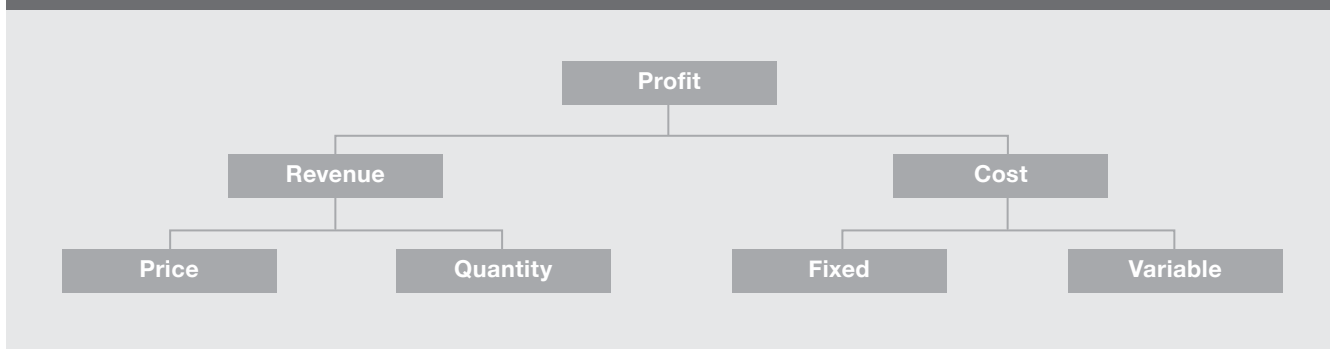 Profit
Revenue
Cost
Price
Quantity
Fixed
Variable